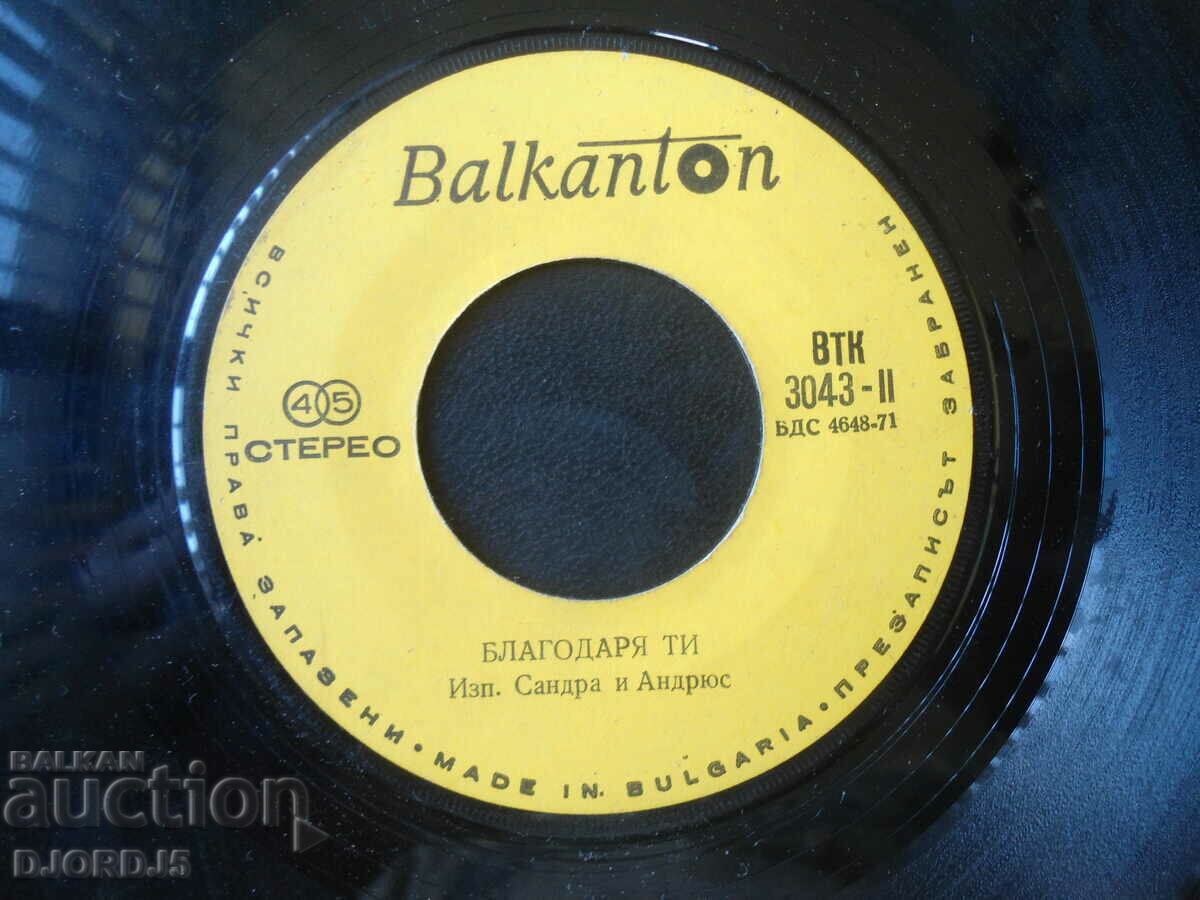 Balkanton
ВСИЧКИ ПРАВА ЗАПАЗЕНИ • MADE IN BULGARIA • ПРЕЗАПИСЪТ ЗАБРАНЕН
45
СТЕРЕО
ВТК
3043-II
БДС 4648-71
БЛАГОДАРЯ ТИ
Изп. Сандра и Андрюс
BALKAN
auction
DJORDJ5